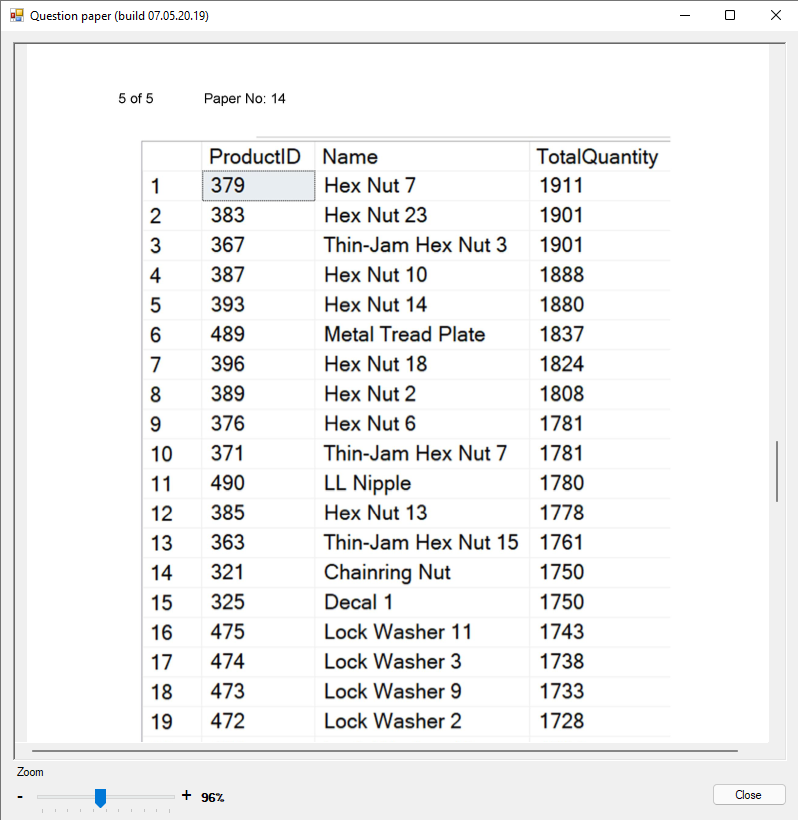 Question paper (build 07.05.20.19)
5 of 5 Paper No: 14
ProductID Name TotalQuantity
1 379 Hex Nut 7 1911
2 383 Hex Nut 23 1901
3 367 Thin-Jam Hex Nut 3 1901
4 387 Hex Nut 10 1888
5 393 Hex Nut 14 1880
6 489 Metal Tread Plate 1837
7 396 Hex Nut 18 1824
8 389 Hex Nut 2 1808
9 376 Hex Nut 6 1781
10 371 Thin-Jam Hex Nut 7 1781
11 490 LL Nipple 1780
12 385 Hex Nut 13 1778
13 363 Thin-Jam Hex Nut 15 1761
14 321 Chainring Nut 1750
15 325 Decal 1 1750
16 475 Lock Washer 11 1743
17 474 Lock Washer 3 1738
18 473 Lock Washer 9 1733
19 472 Lock Washer 2 1728
Zoom
- + 96%
Close